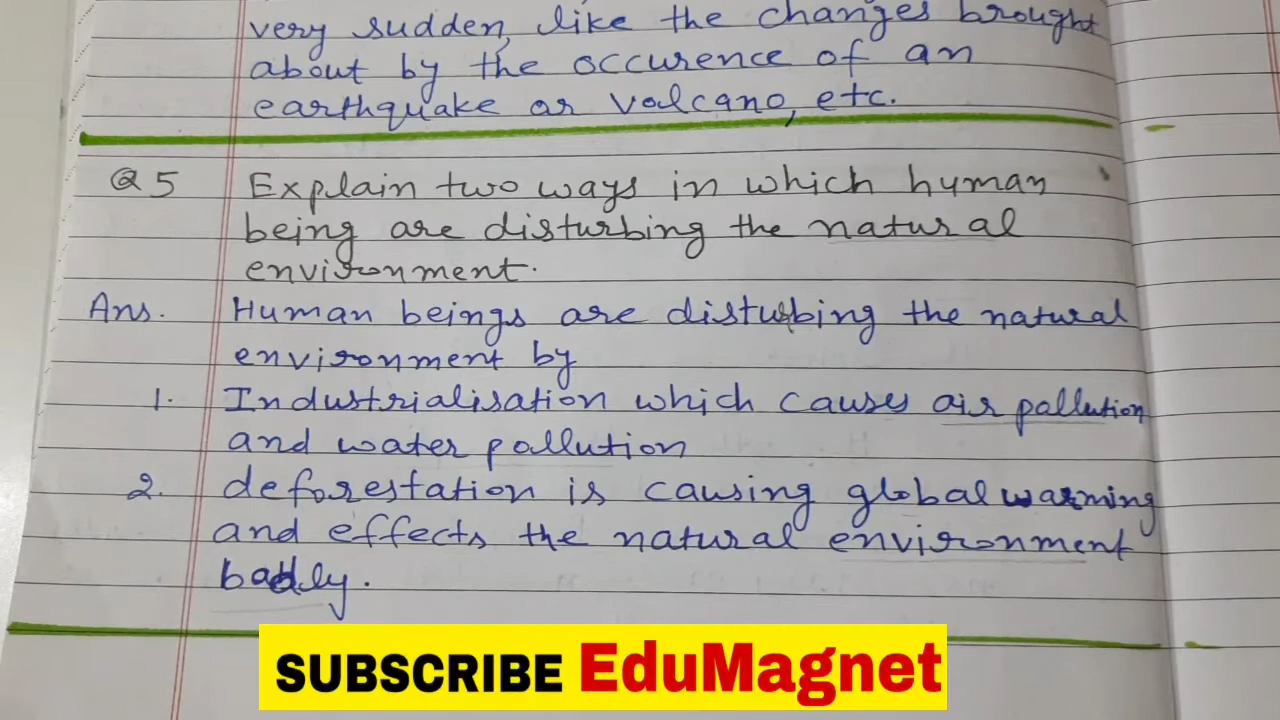 very sudden, like the changes brought
about by the occurence of an
earthquake or volcano, etc.
Q5 Explain two ways in which human
being are disturbing the natural
environment.
Ans. Human beings are disturbing the natural
environment by
1. Industrialisation which causes air pollution
and water pollution
2. deforestation is causing global warming
and effects the natural environment
badly.
SUBSCRIBE EduMagnet